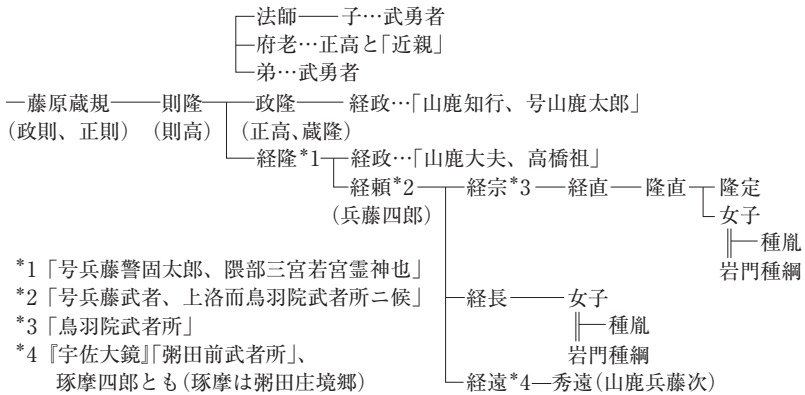 法師――子…武勇者
府老…正高と「近親」
弟…武勇者
藤原蔵規――則隆――政隆――経政…「山鹿知行、号山鹿太郎」
(政則、正則) (則高) (正高、蔵隆)
経隆*1 経政…「山鹿大夫、高橋祖」
経頼*2 経宗*3―経直―隆直 隆定
(兵藤四郎) 女子
種胤
岩門種綱
*1「号兵藤警固太郎、隈部三宮若宮霊神也」
*2「号兵藤武者、上洛而鳥羽院武者所ニ候」
*3「鳥羽院武者所」
*4『宇佐大鏡』「粥田前武者所」、
琢摩四郎とも(琢摩は粥田庄境郷)
経長――女子
種胤
岩門種綱
経遠*4―秀遠(山鹿兵藤次)